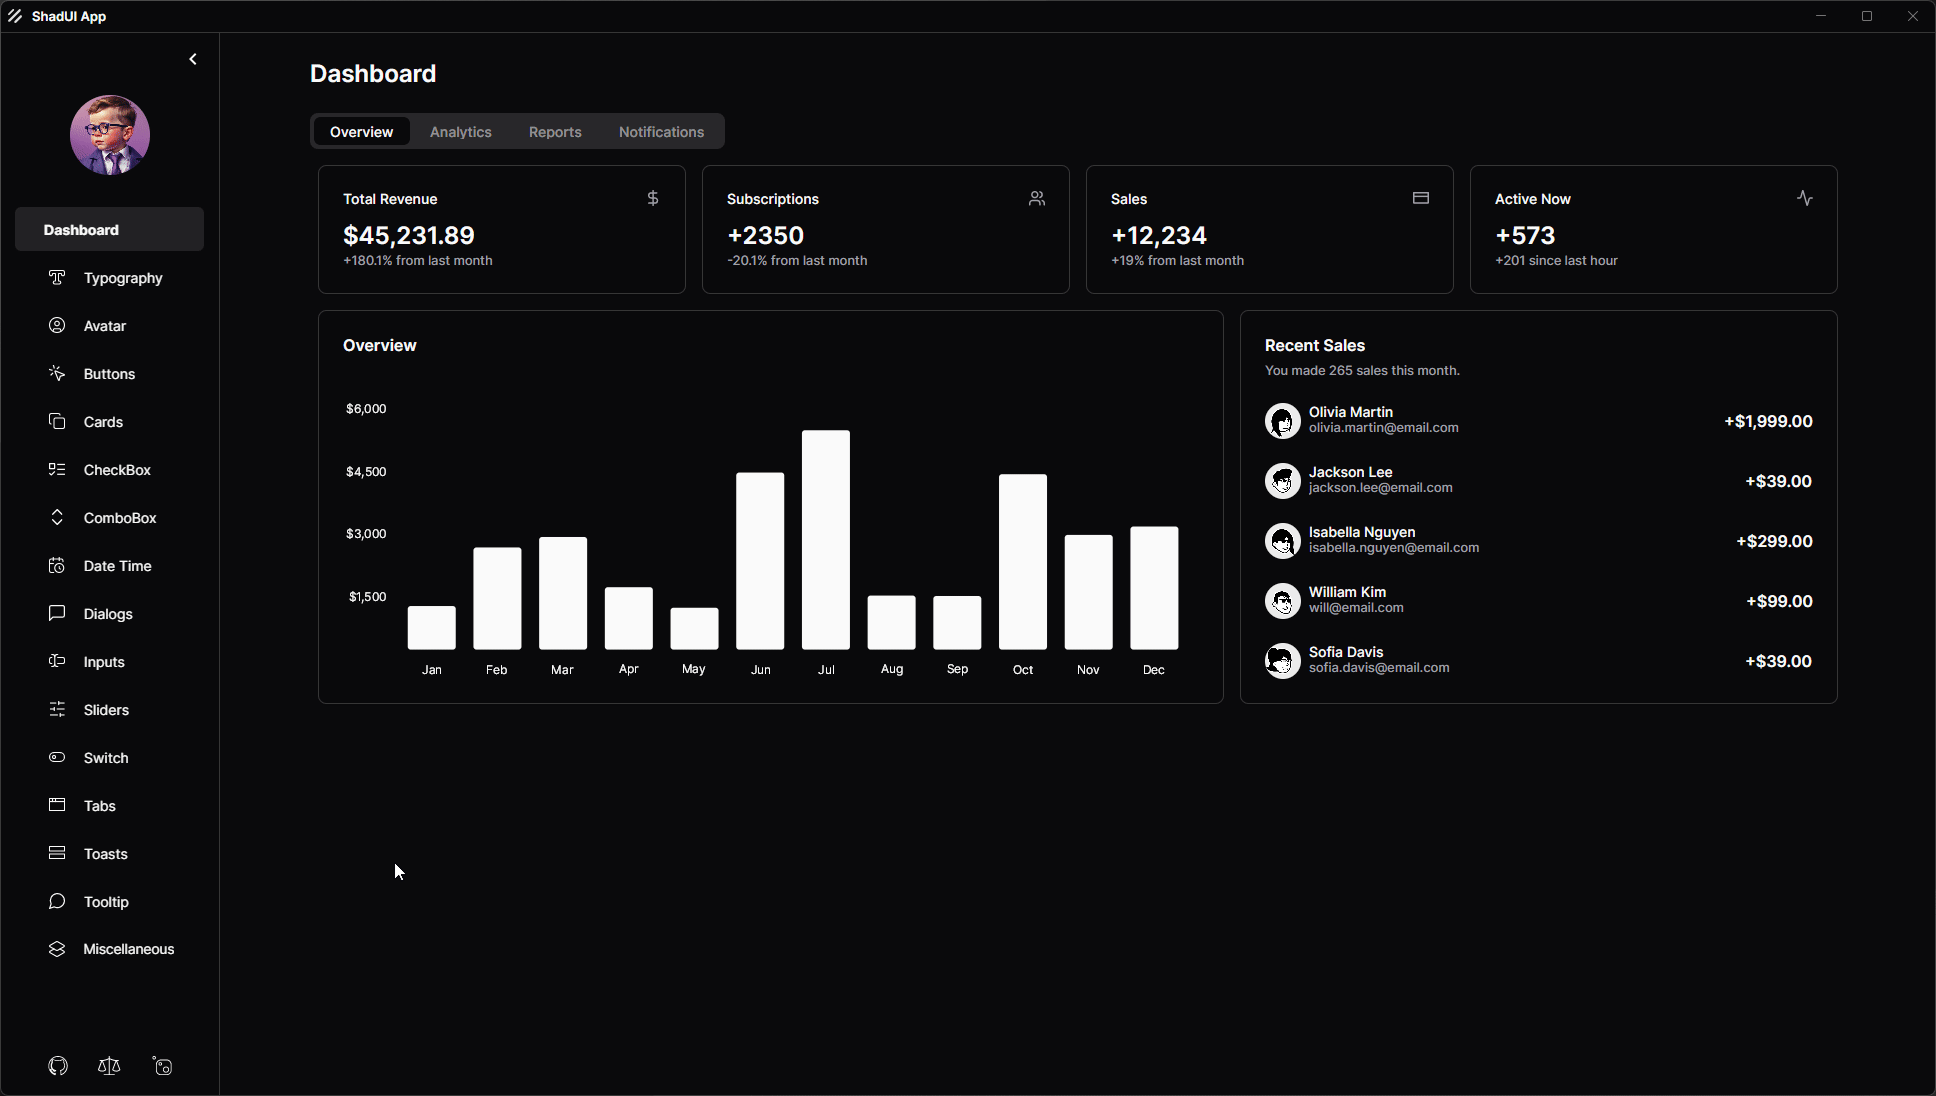 ShadUI App
Dashboard
Typography
Avatar
Buttons
Cards
CheckBox
ComboBox
Date Time
Dialogs
Inputs
Sliders
Switch
Tabs
Toasts
Tooltip
Miscellaneous
Dashboard
Overview Analytics Reports Notifications
Total Revenue
$45,231.89
+180.1% from last month
Subscriptions
+2350
-20.1% from last month
Sales
+12,234
+19% from last month
Active Now
+573
+201 since last hour
Overview
$6,000
$4,500
$3,000
$1,500
Jan Feb Mar Apr May Jun Jul Aug Sep Oct Nov Dec
Recent Sales
You made 265 sales this month.
Olivia Martin
olivia.martin@email.com
+$1,999.00
Jackson Lee
jackson.lee@email.com
+$39.00
Isabella Nguyen
isabella.nguyen@email.com
+$299.00
William Kim
will@email.com
+$99.00
Sofia Davis
sofia.davis@email.com
+$39.00